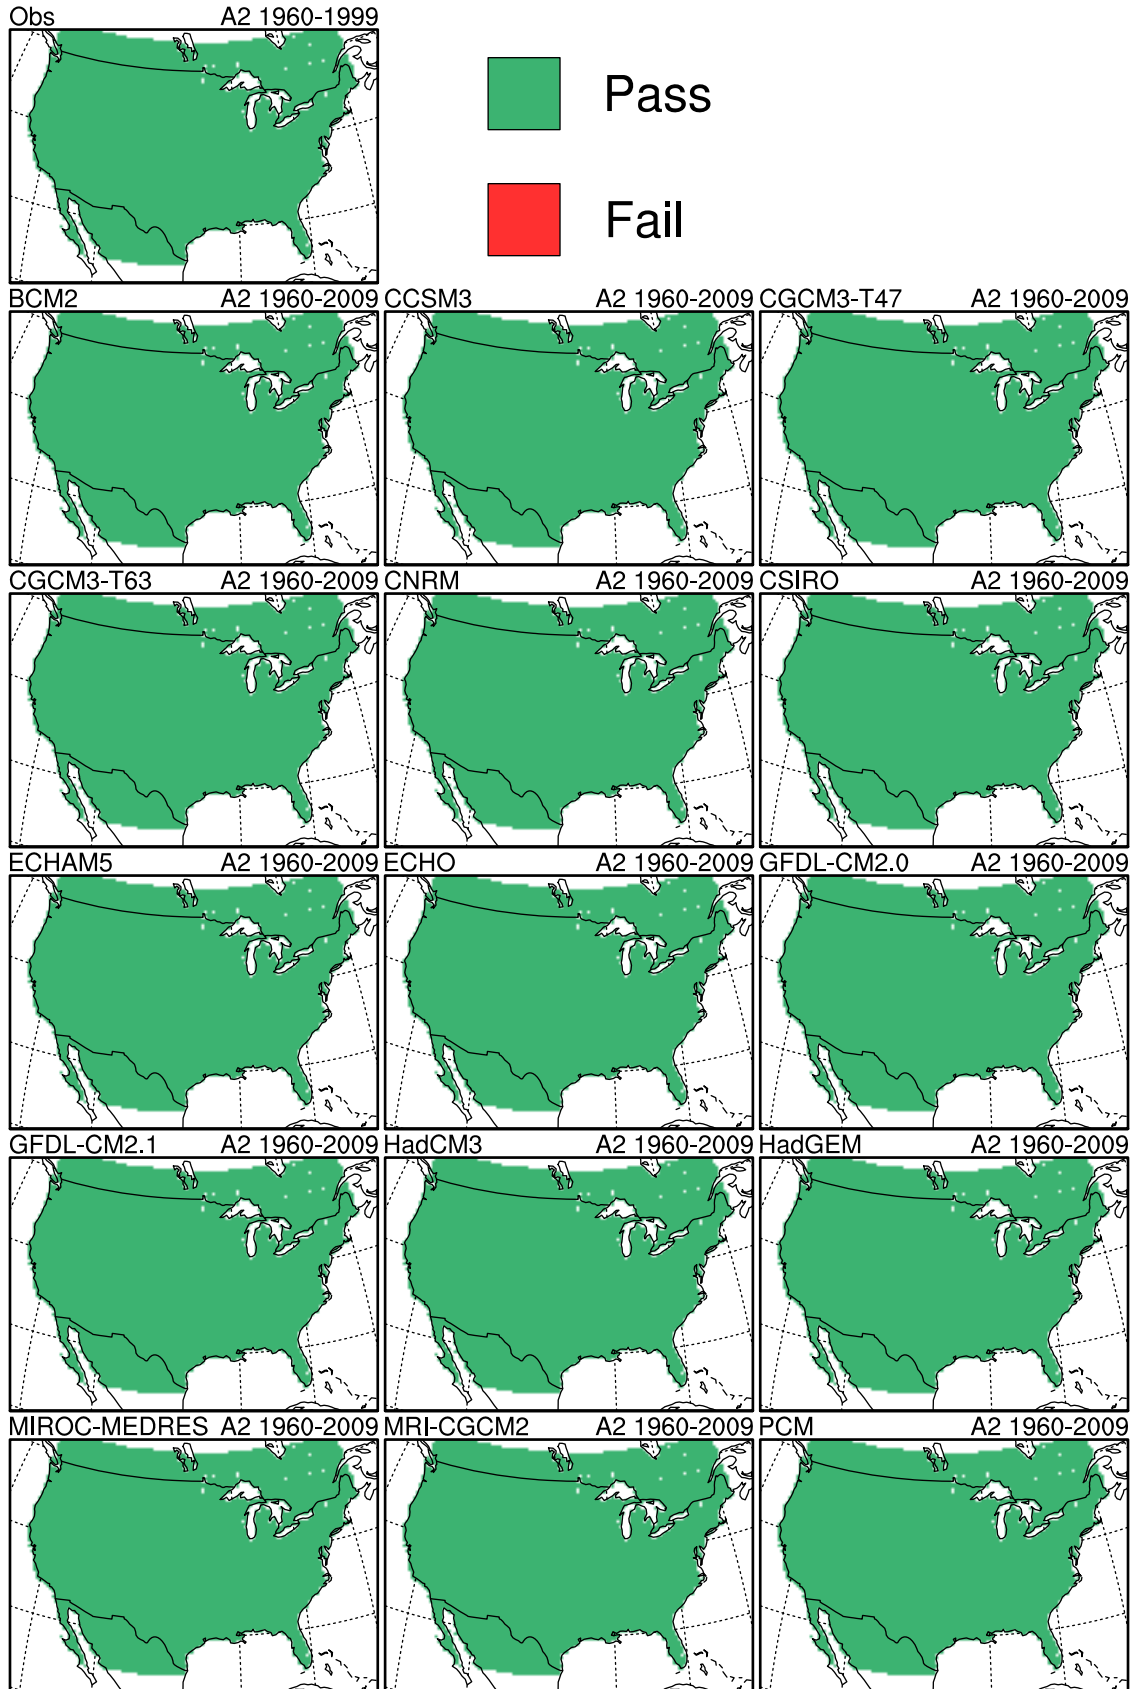 Obs A2 1960-1999
Pass
Fail
BCM2 A2 1960-2009 CCSM3 A2 1960-2009 CGCM3-T47 A2 1960-2009
CGCM3-T63 A2 1960-2009 CNRM A2 1960-2009 CSIRO A2 1960-2009
ECHAM5 A2 1960-2009 ECHO A2 1960-2009 GFDL-CM2.0 A2 1960-2009
GFDL-CM2.1 A2 1960-2009 HadCM3 A2 1960-2009 HadGEM A2 1960-2009
MIROC-MEDRES A2 1960-2009 MRI-CGCM2 A2 1960-2009 PCM A2 1960-2009